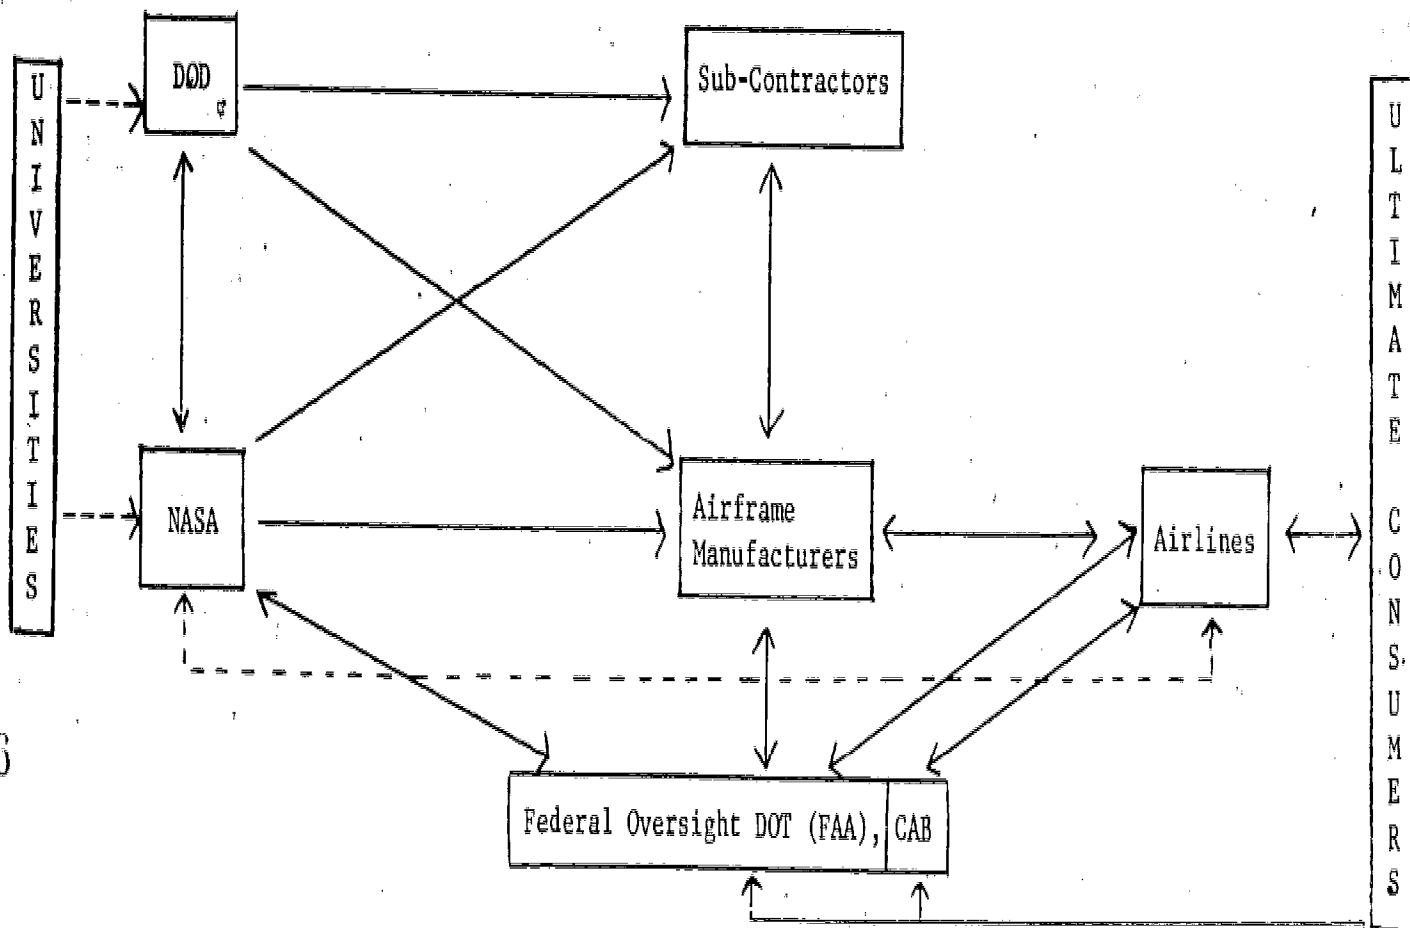 UNIVERSITIES
DOD
Sub-Contractors
ULTIMATE CONSUMERS
NASA
Airframe
Manufacturers
Airlines
Federal Oversight DOT (FAA),
CAB